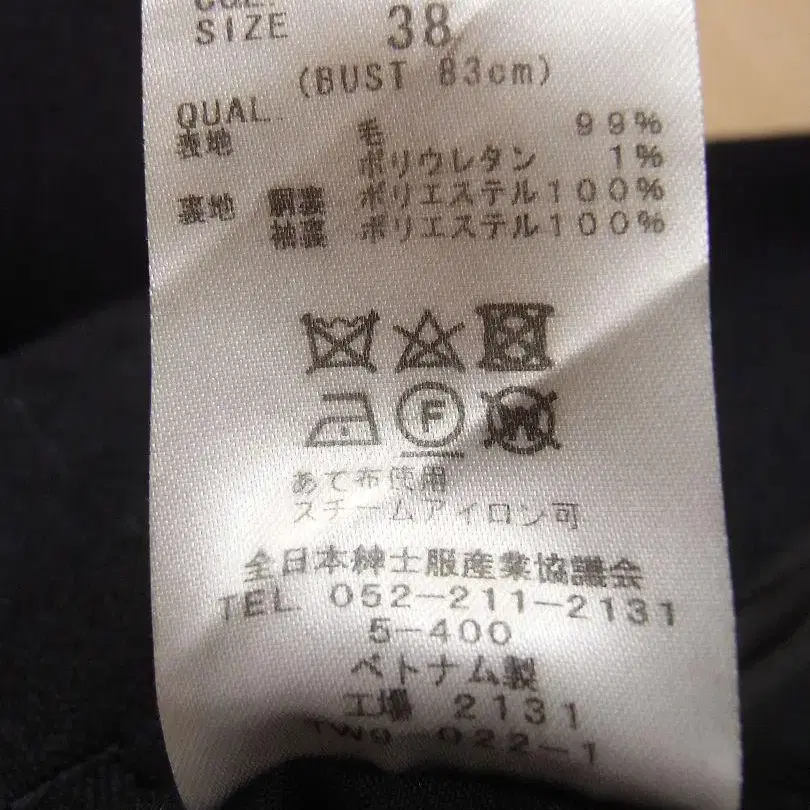 SIZE 38
(BUST 83cm)
QUAL.
表地 毛 99%
ポリウレタン 1%
裏地 胴裏 ポリエステル100%
袖裏 ポリエステル100%
F
W
あて布使用
スチームアイロン可
全日本紳士服産業協議会
TEL. 052-211-2131
5-400
ベトナム製
工場 2131